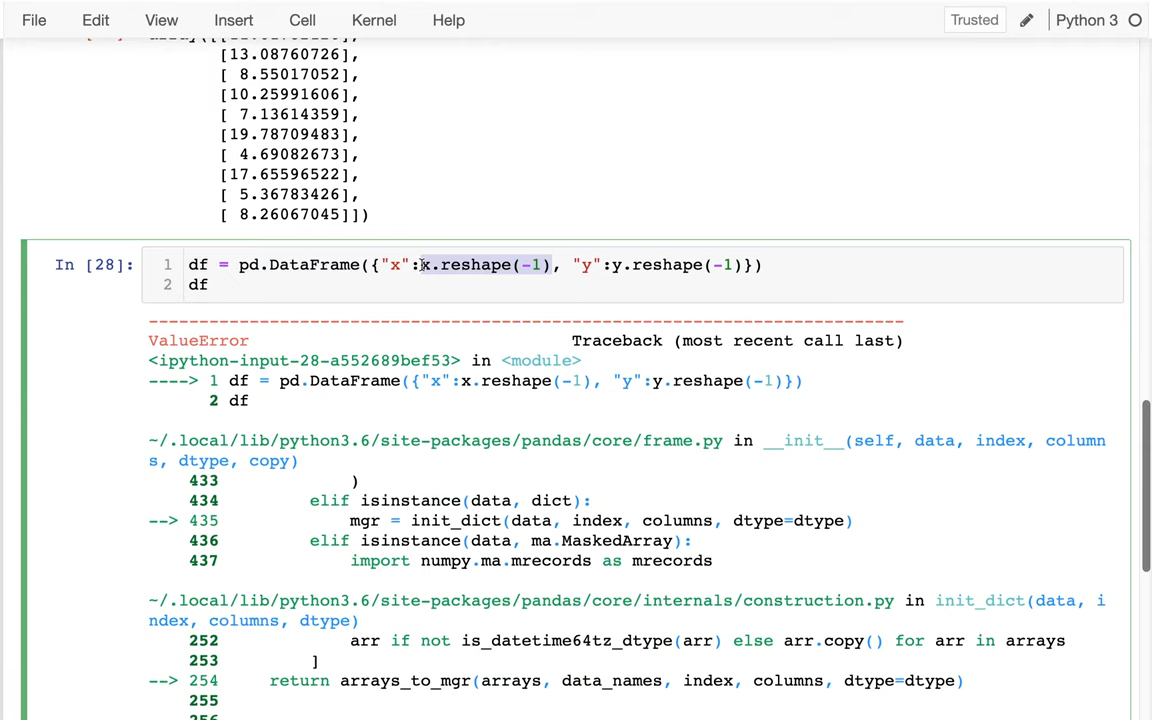 File Edit View Insert Cell Kernel Help Trusted Python 3
[13.08760726],
[ 8.55017052],
[10.25991606],
[ 7.13614359],
[19.78709483],
[ 4.69082673],
[17.65596522],
[ 5.36783426],
[ 8.26067045]])
In [28]: 1 df = pd.DataFrame({"x":x.reshape(-1), "y":y.reshape(-1)})
2 df
---------------------------------------------------------------------------
ValueError Traceback (most recent call last)
<ipython-input-28-a552689bef53> in <module>
----> 1 df = pd.DataFrame({"x":x.reshape(-1), "y":y.reshape(-1)})
2 df
~/.local/lib/python3.6/site-packages/pandas/core/frame.py in __init__(self, data, index, column
s, dtype, copy)
433 )
434 elif isinstance(data, dict):
--> 435 mgr = init_dict(data, index, columns, dtype=dtype)
436 elif isinstance(data, ma.MaskedArray):
437 import numpy.ma.mrecords as mrecords
~/.local/lib/python3.6/site-packages/pandas/core/internals/construction.py in init_dict(data, i
ndex, columns, dtype)
252 arr if not is_datetime64tz_dtype(arr) else arr.copy() for arr in arrays
253 ]
--> 254 return arrays_to_mgr(arrays, data_names, index, columns, dtype=dtype)
255